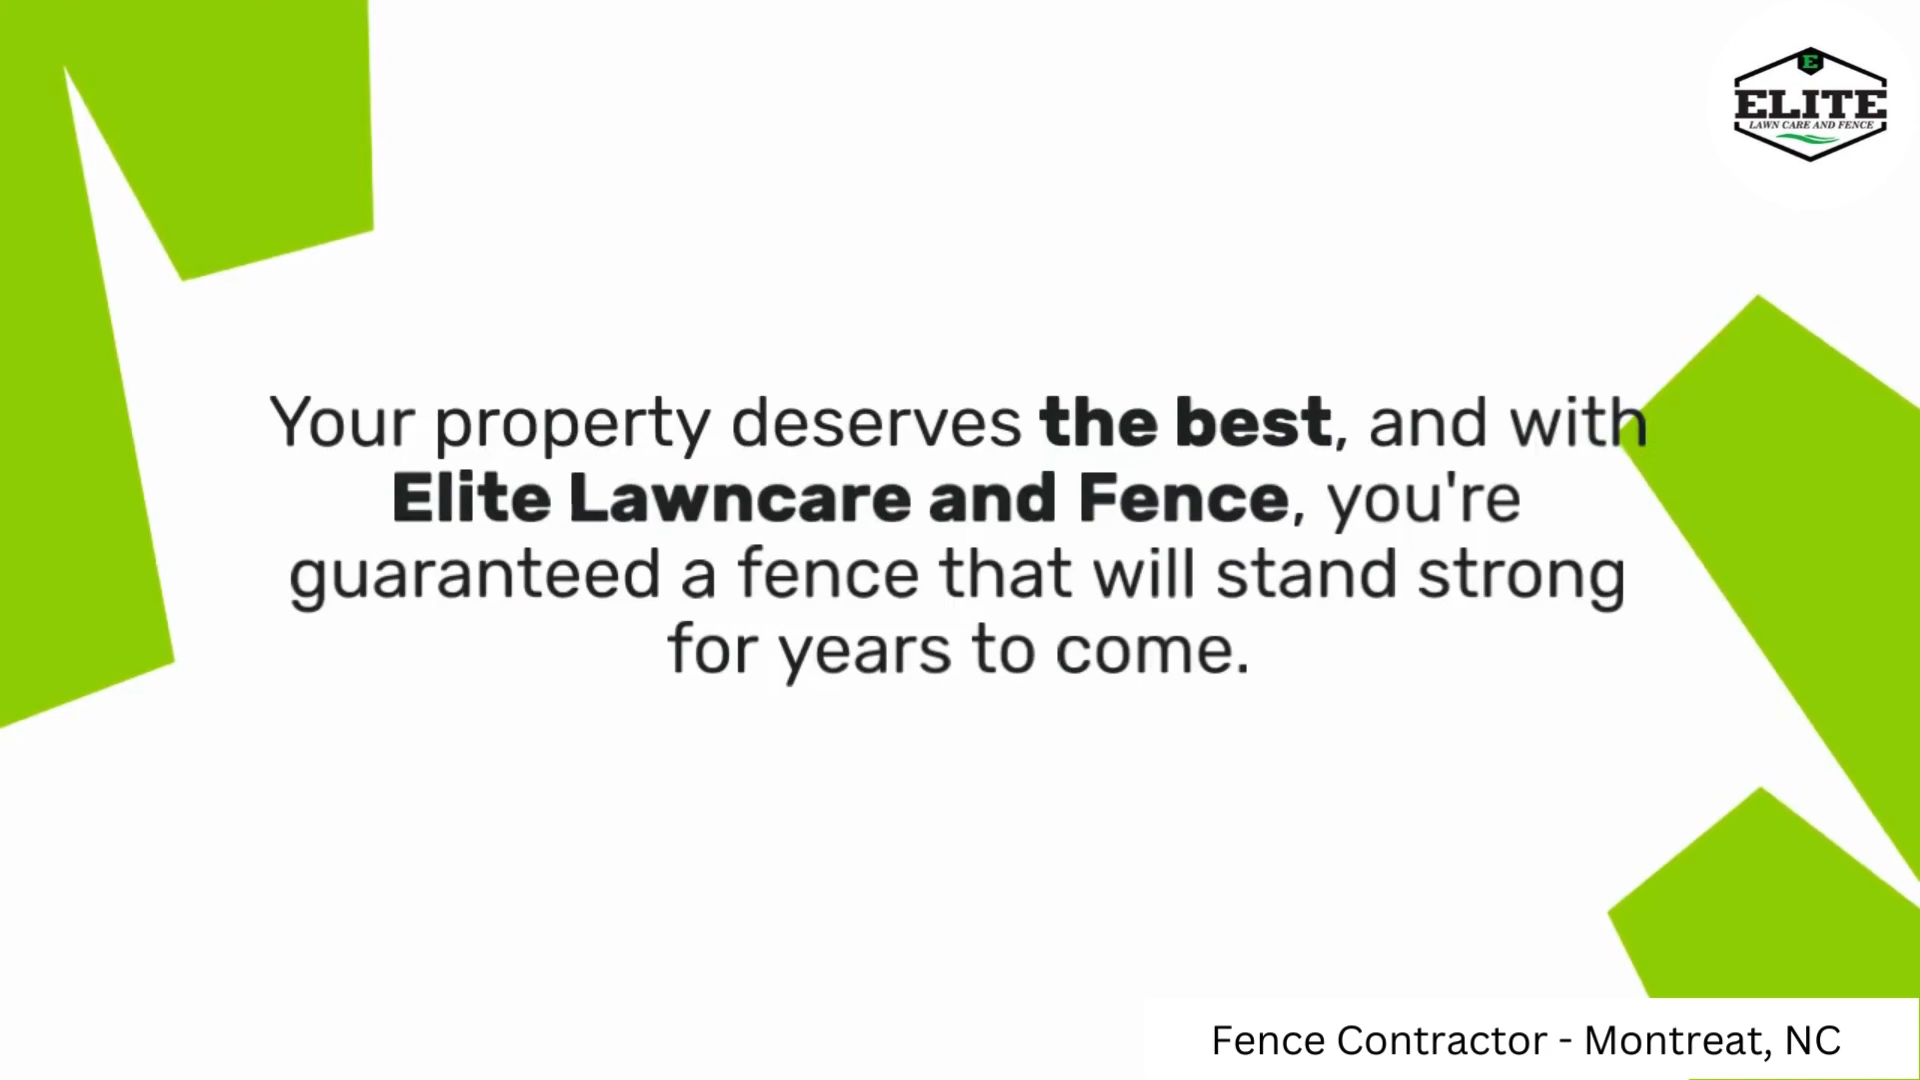 E
ELITE
LAWN CARE AND FENCE
Your property deserves the best, and with
Elite Lawncare and Fence, you're
guaranteed a fence that will stand strong
for years to come.
Fence Contractor - Montreat, NC